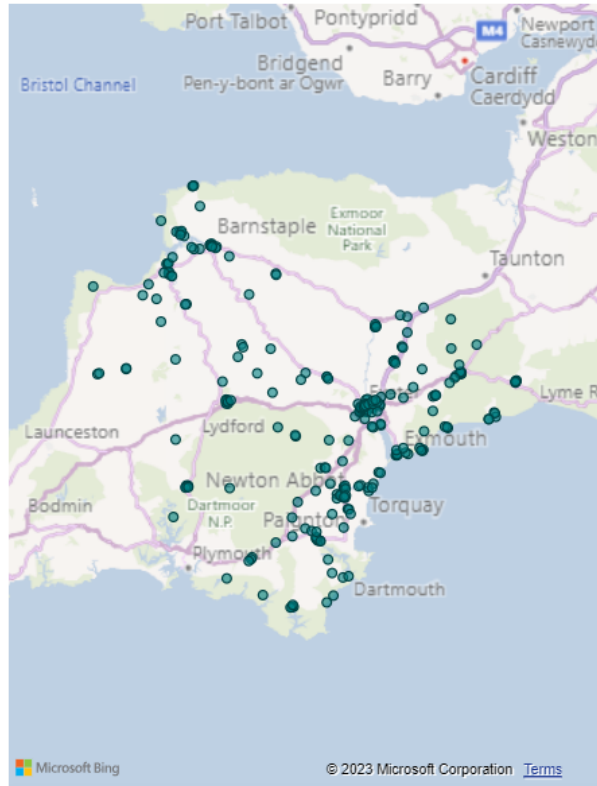 Port Talbot
Pontypridd
Newport
Casnewyd
M4
Bridgend
Pen-y-bont ar Ogwr
Barry
Cardiff
Caerdydd
Bristol Channel
Weston
Barnstaple
Exmoor
National
Park
Taunton
Lyme R
Launceston
Lydford
Exmouth
Newton Abbot
Bodmin
Dartmoor
N.P.
Paignton
Torquay
Plymouth
Dartmouth
Microsoft Bing
© 2023 Microsoft Corporation Terms